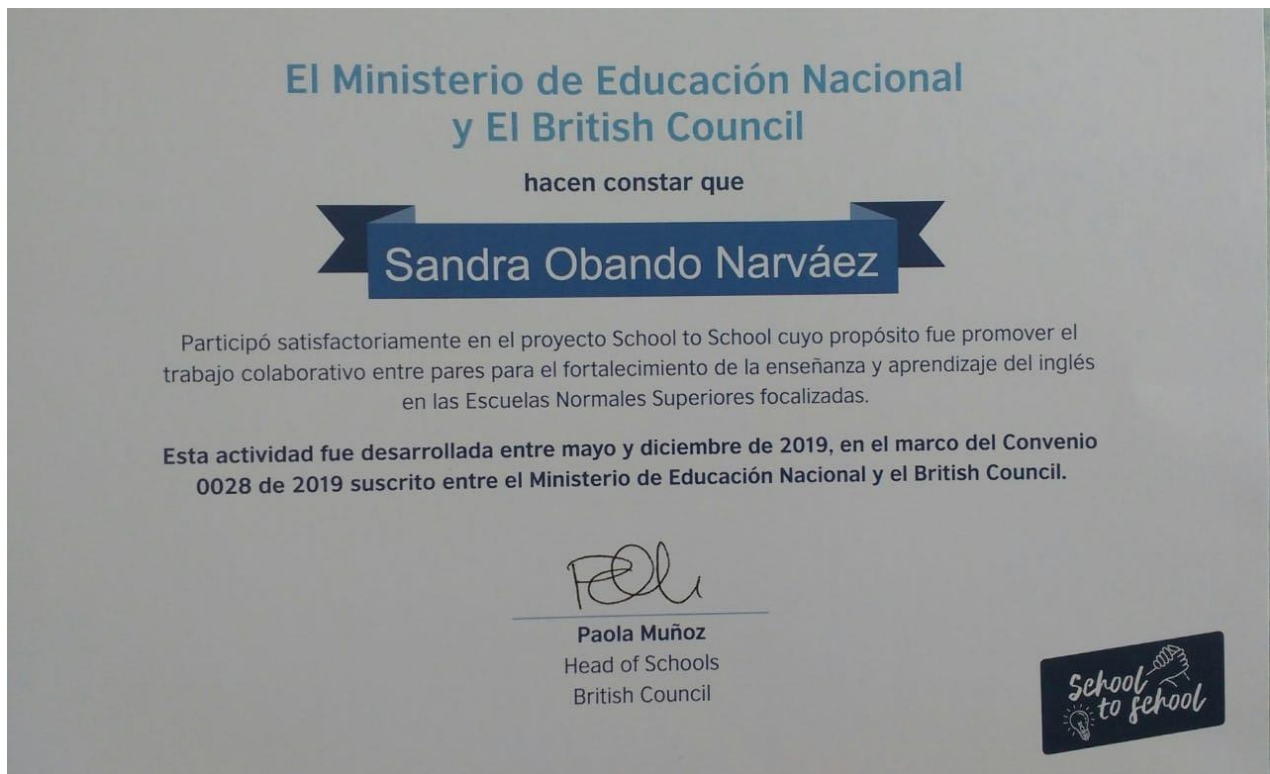 El Ministerio de Educación Nacional
y El British Council
hacen constar que
Sandra Obando Narváez
Participó satisfactoriamente en el proyecto School to School cuyo propósito fue promover el
trabajo colaborativo entre pares para el fortalecimiento de la enseñanza y aprendizaje del inglés
en las Escuelas Normales Superiores focalizadas.
Esta actividad fue desarrollada entre mayo y diciembre de 2019, en el marco del Convenio
0028 de 2019 suscrito entre el Ministerio de Educación Nacional y el British Council.
Paola Muñoz
Head of Schools
British Council
School
to school